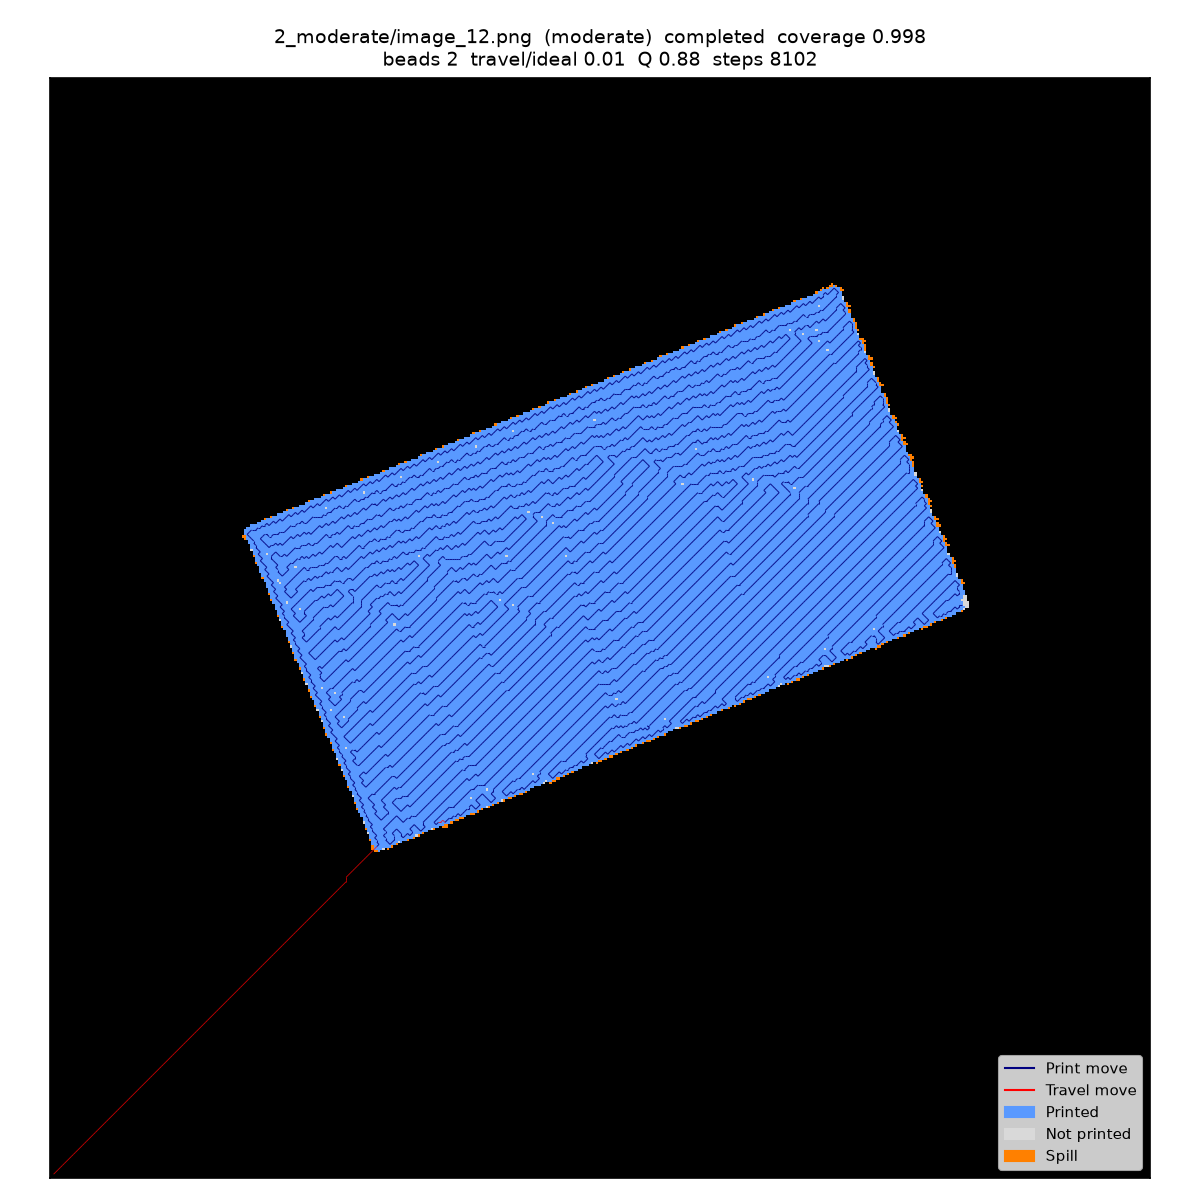 2_moderate/image_12.png  (moderate)  completed  coverage 0.998
beads 2  travel/ideal 0.01  Q 0.88  steps 8102
Print move
Travel move
Printed
Not printed
Spill